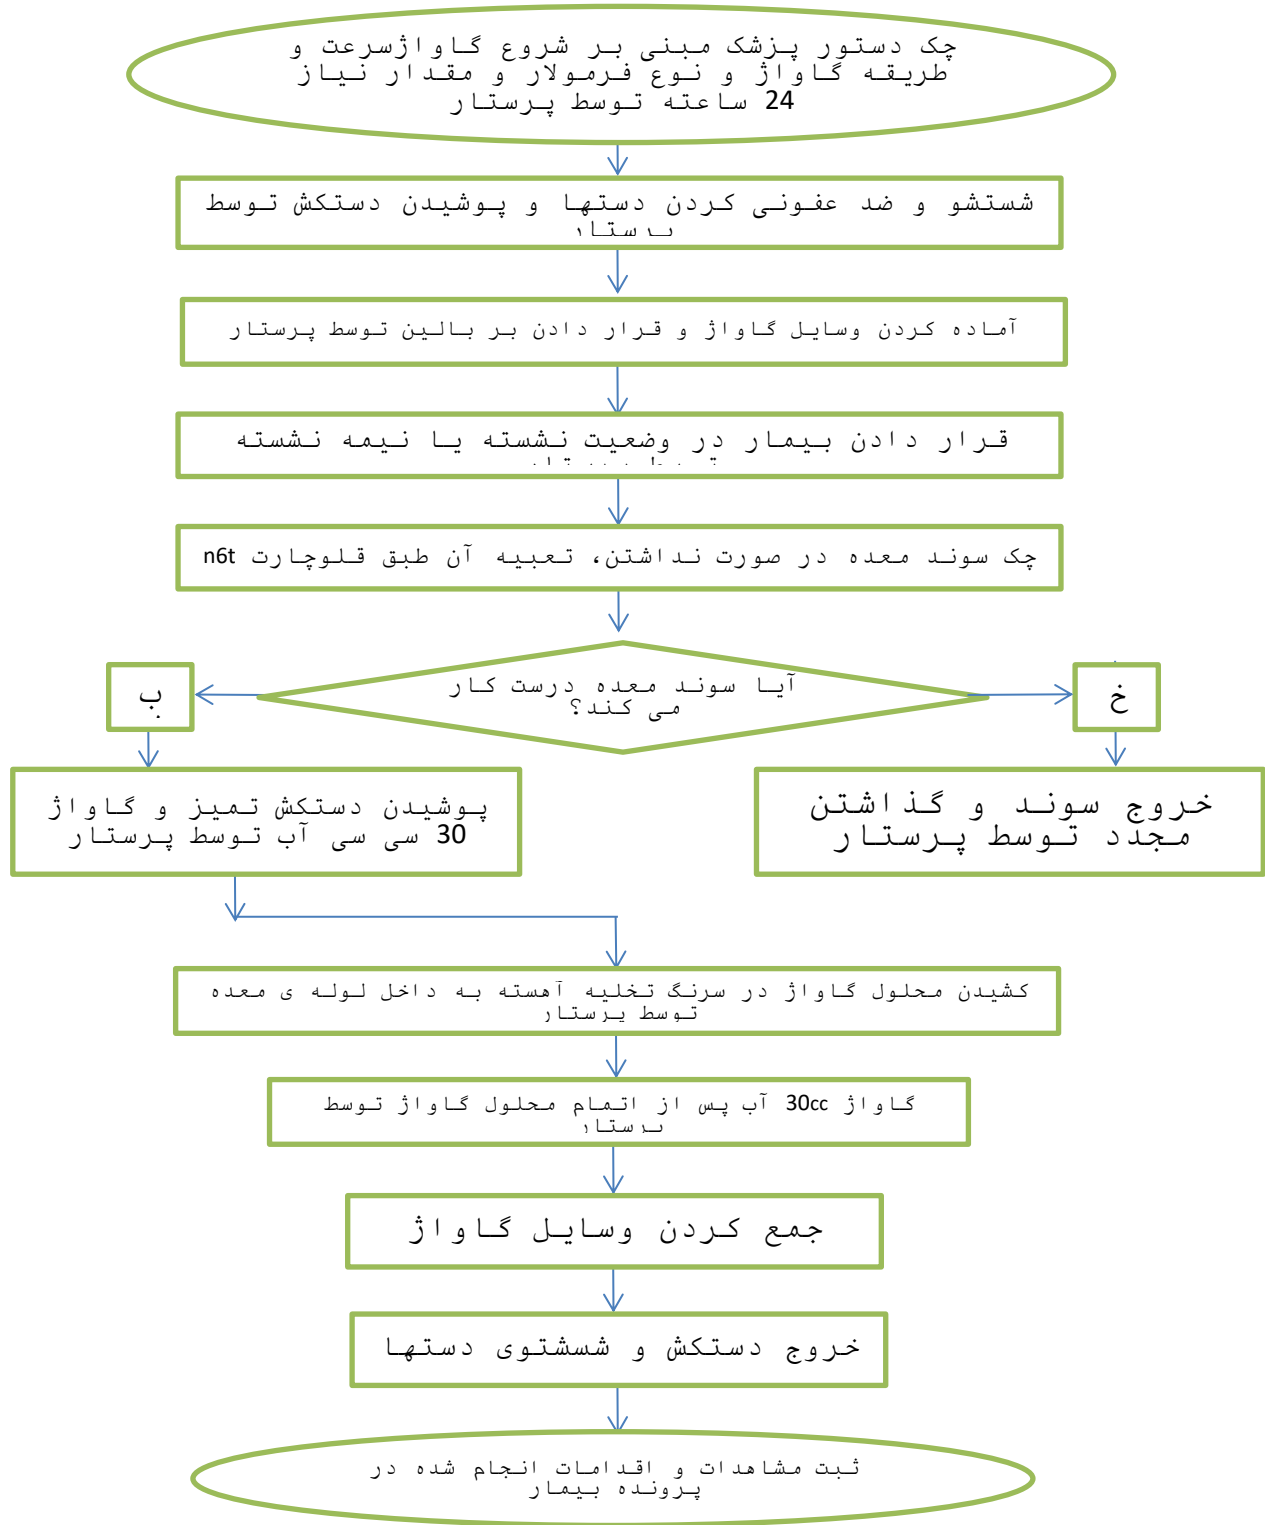 چک دستور پزشک مبنی بر شروع گاواژسرعت و
طریقه گاواژ و نوع فرمولار و مقدار نیاز
24 ساعته توسط پرستار
شستشو و ضد عفونی کردن دستها و پوشیدن دستکش توسط
پرستار
آماده کردن وسایل گاواژ و قرار دادن بر بالین توسط پرستار
قرار دادن بیمار در وضعیت نشسته یا نیمه نشسته
چک سوند معده در صورت نداشتن، تعبیه آن طبق قلوچارت n6t
آیا سوند معده درست کار
می کند؟
خ
ب
خروج سوند و گذاشتن
مجدد توسط پرستار
پوشیدن دستکش تمیز و گاواژ
30 سی سی آب توسط پرستار
کشیدن محلول گاواژ در سرنگ تخلیه آهسته به داخل لوله ی معده
توسط پرستار
گاواژ 30cc آب پس از اتمام محلول گاواژ توسط
پرستار
جمع کردن وسایل گاواژ
خروج دستکش و شسشتوی دستها
ثبت مشاهدات و اقدامات انجام شده در
پرونده بیمار